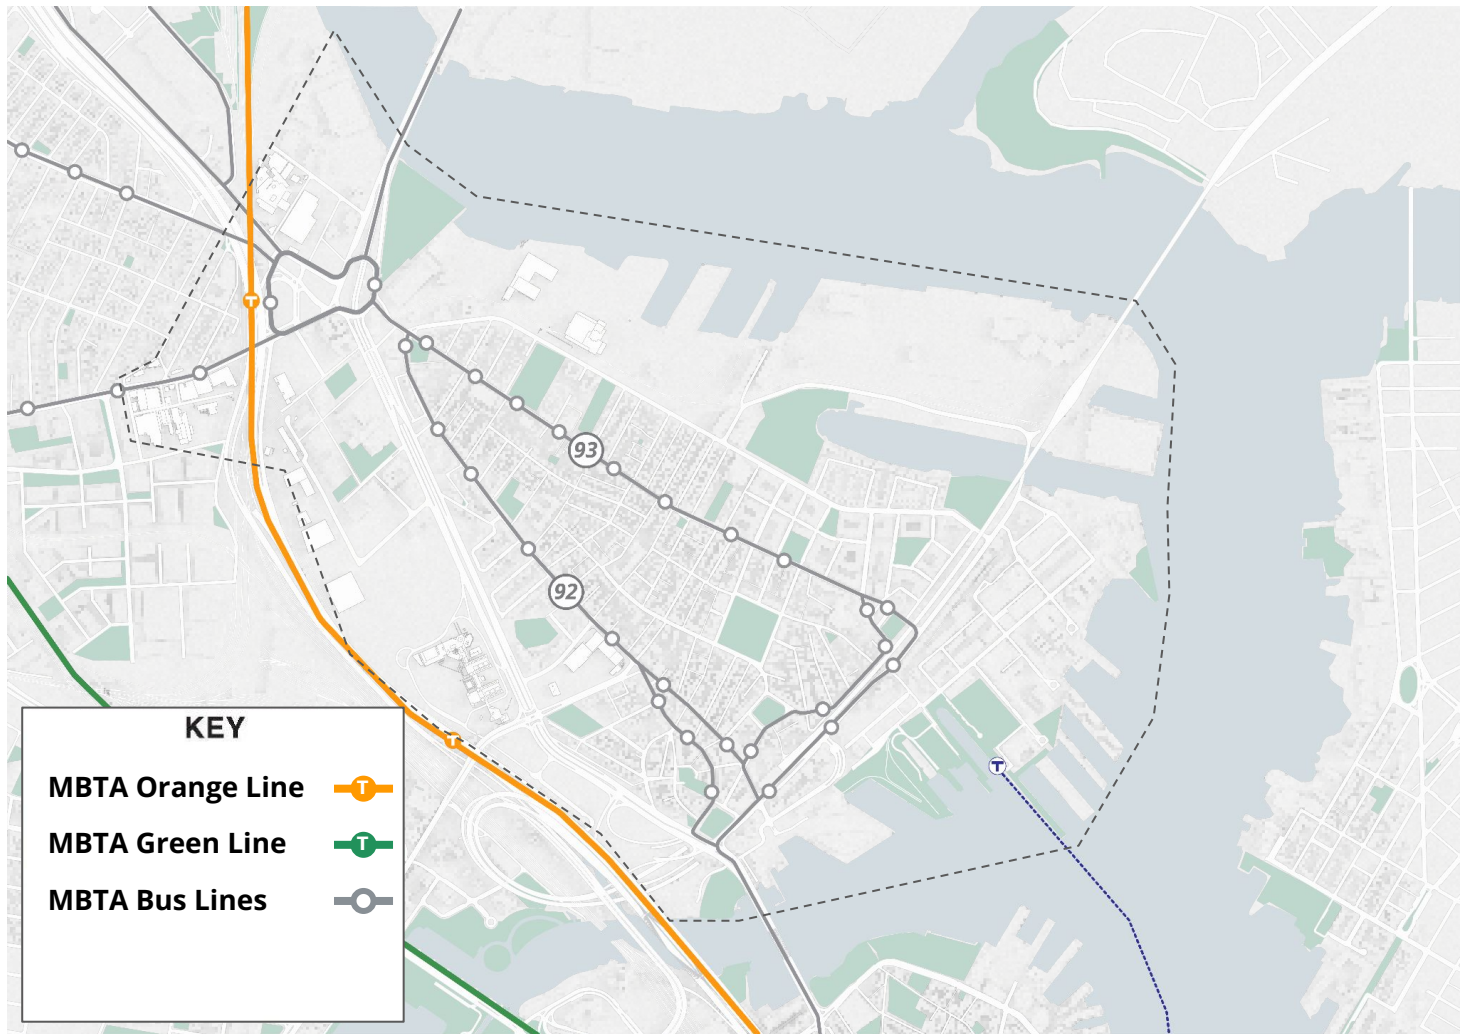 T
93
92
T
T
KEY
MBTA Orange Line T
MBTA Green Line T
MBTA Bus Lines